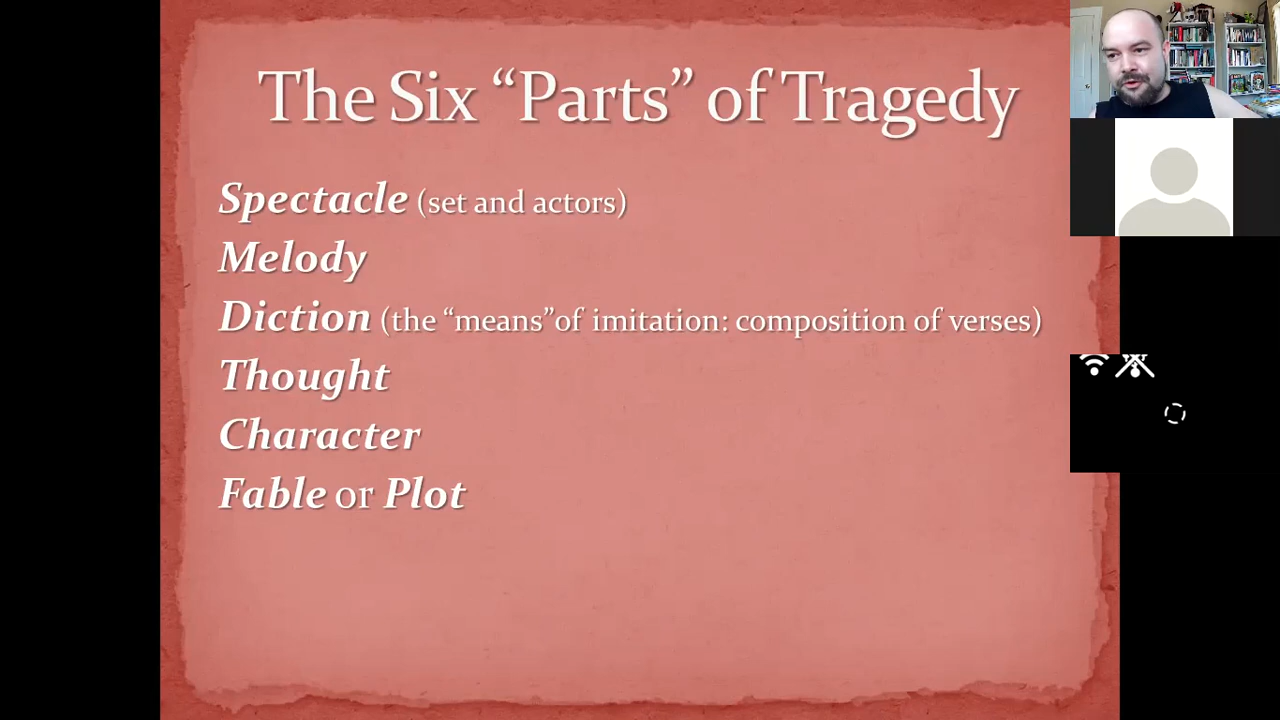 The Six “Parts” of Tragedy
Spectacle (set and actors)
Melody
Diction (the “means”of imitation: composition of verses)
Thought
Character
Fable or Plot